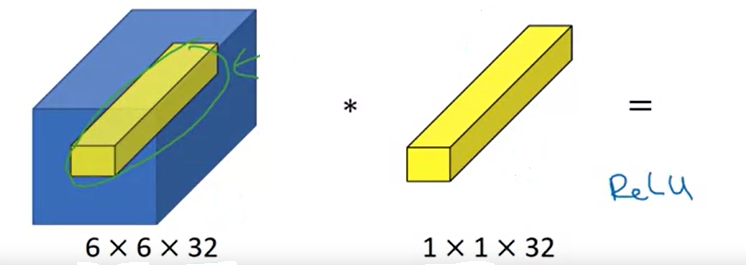 * =
ReLU
6 × 6 × 32
1 × 1 × 32